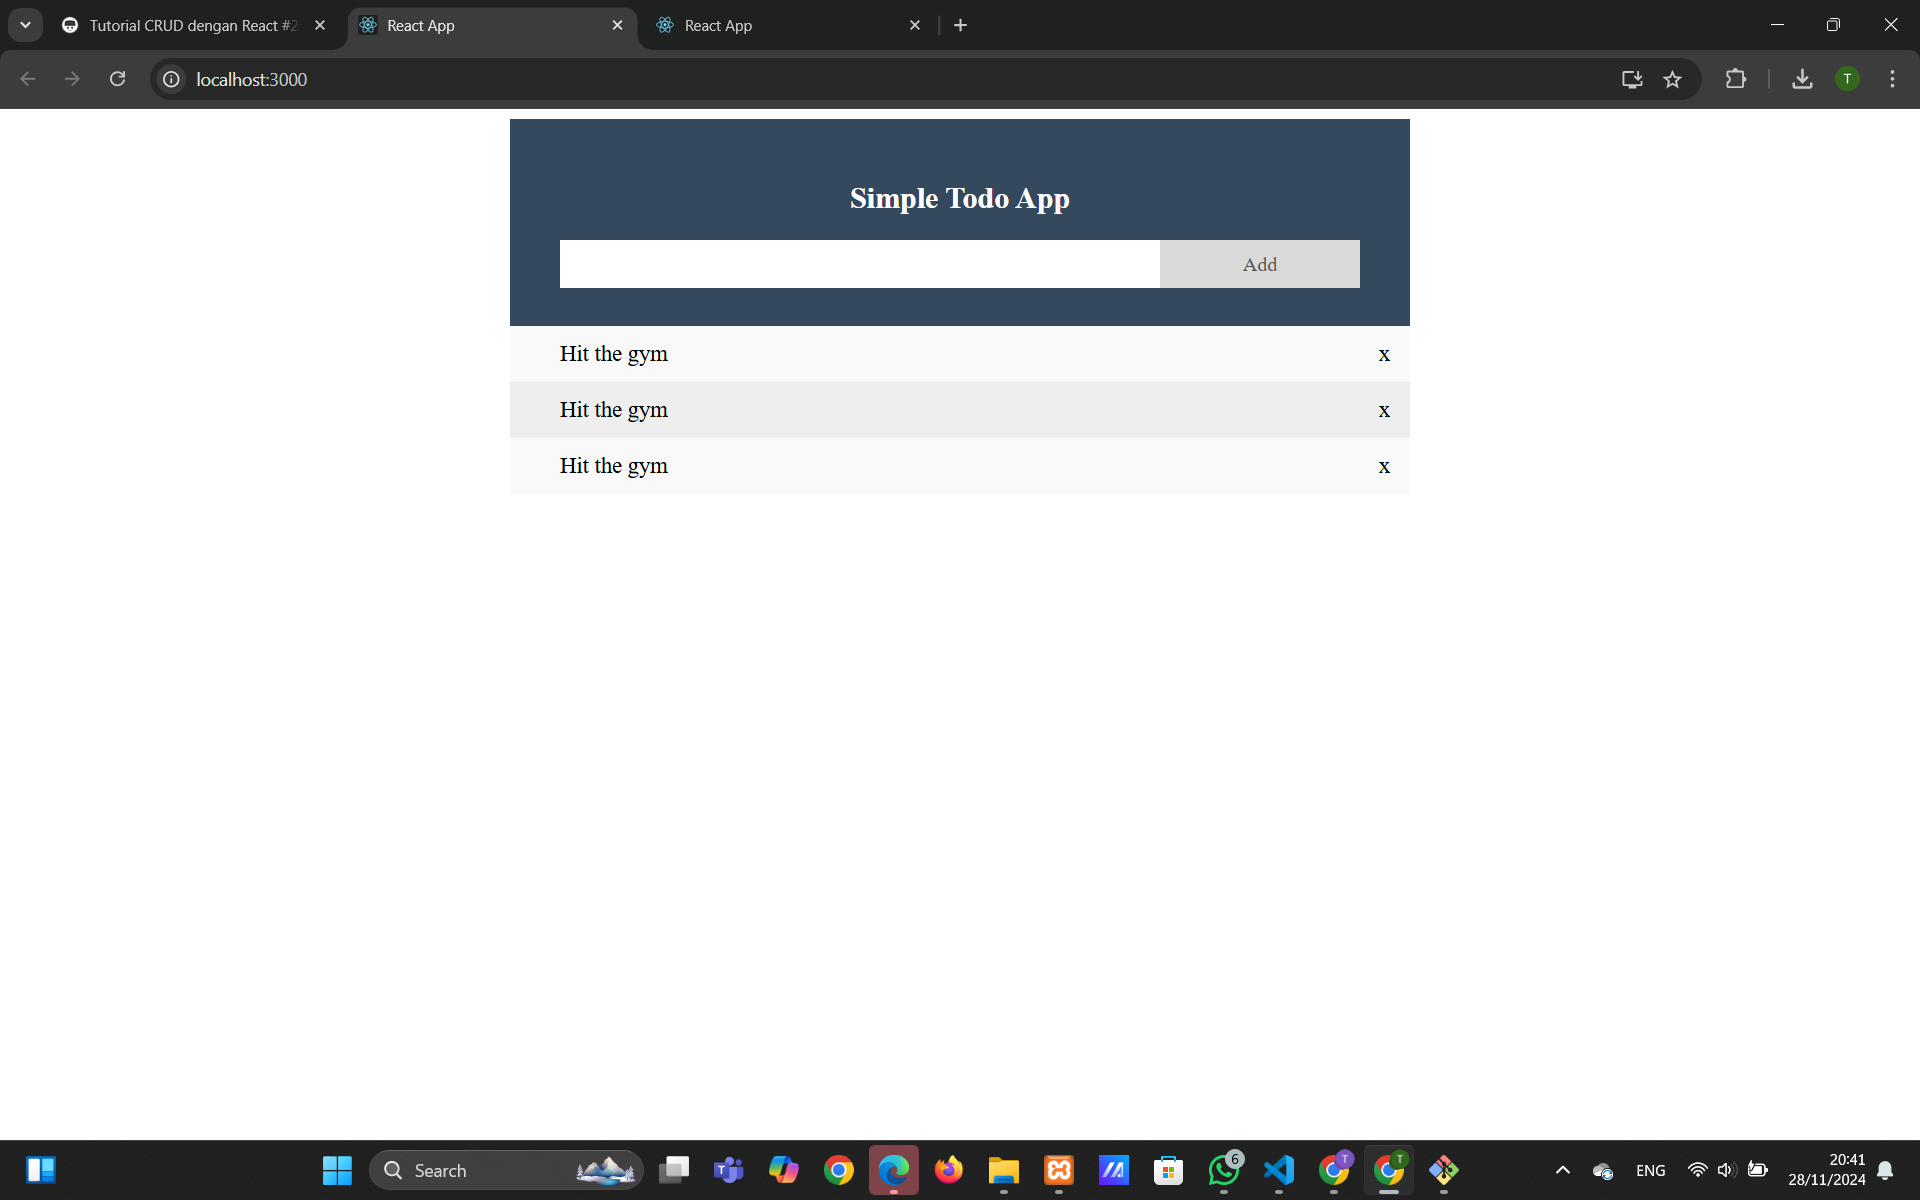 Tutorial CRUD dengan React #2
React App
React App
localhost:3000
T
Simple Todo App
Add
Hit the gym x
Hit the gym x
Hit the gym x
Search
T
6
T
T
ENG
20:41
28/11/2024